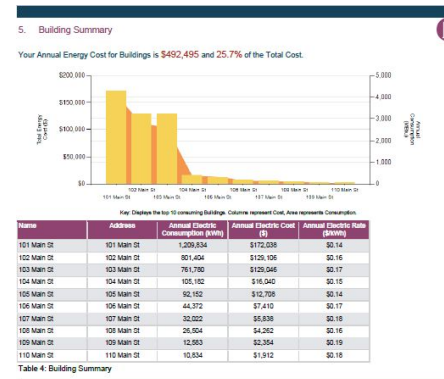 5. Building Summary
Your Annual Energy Cost for Buildings is $492,495 and 25.7% of the Total Cost.
$200,000
$150,000
$100,000
$50,000
$0
Total Energy Cost ($)
5,000
4,000
3,000
2,000
1,000
0
Annual Consumption
102 Main St 104 Main St 106 Main St 108 Main St 110 Main St
101 Main St 103 Main St 105 Main St 107 Main St 109 Main St
Key: Displays the top 10 consuming Buildings. Columns represent Cost, Area represents Consumption.
Name Address Annual Electric Consumption (kWh) Annual Electric Cost ($) Annual Electric Rate ($/kWh)
101 Main St 101 Main St 1,209,834 $172,038 $0.14
102 Main St 102 Main St 801,404 $129,106 $0.16
103 Main St 103 Main St 761,780 $129,046 $0.17
104 Main St 104 Main St 105,182 $16,040 $0.15
105 Main St 105 Main St 92,152 $12,708 $0.14
106 Main St 106 Main St 44,372 $7,410 $0.17
107 Main St 107 Main St 32,022 $5,838 $0.18
108 Main St 108 Main St 26,504 $4,262 $0.16
109 Main St 109 Main St 12,583 $2,354 $0.19
110 Main St 110 Main St 10,834 $1,912 $0.18
Table 4: Building Summary